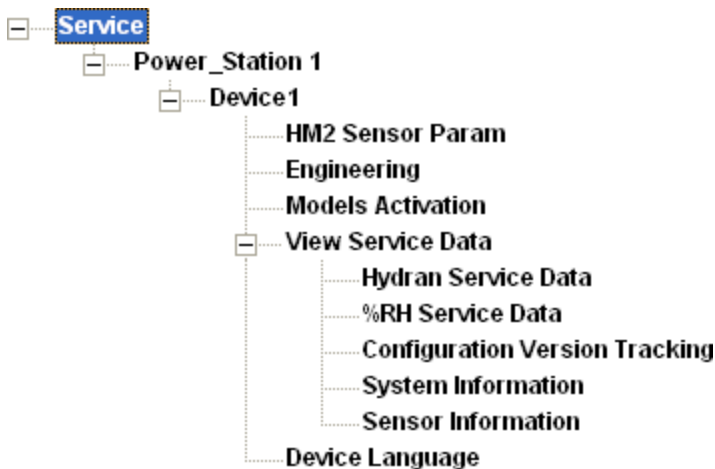 Service
Power_Station 1
Device1
HM2 Sensor Param
Engineering
Models Activation
View Service Data
Hydran Service Data
%RH Service Data
Configuration Version Tracking
System Information
Sensor Information
Device Language